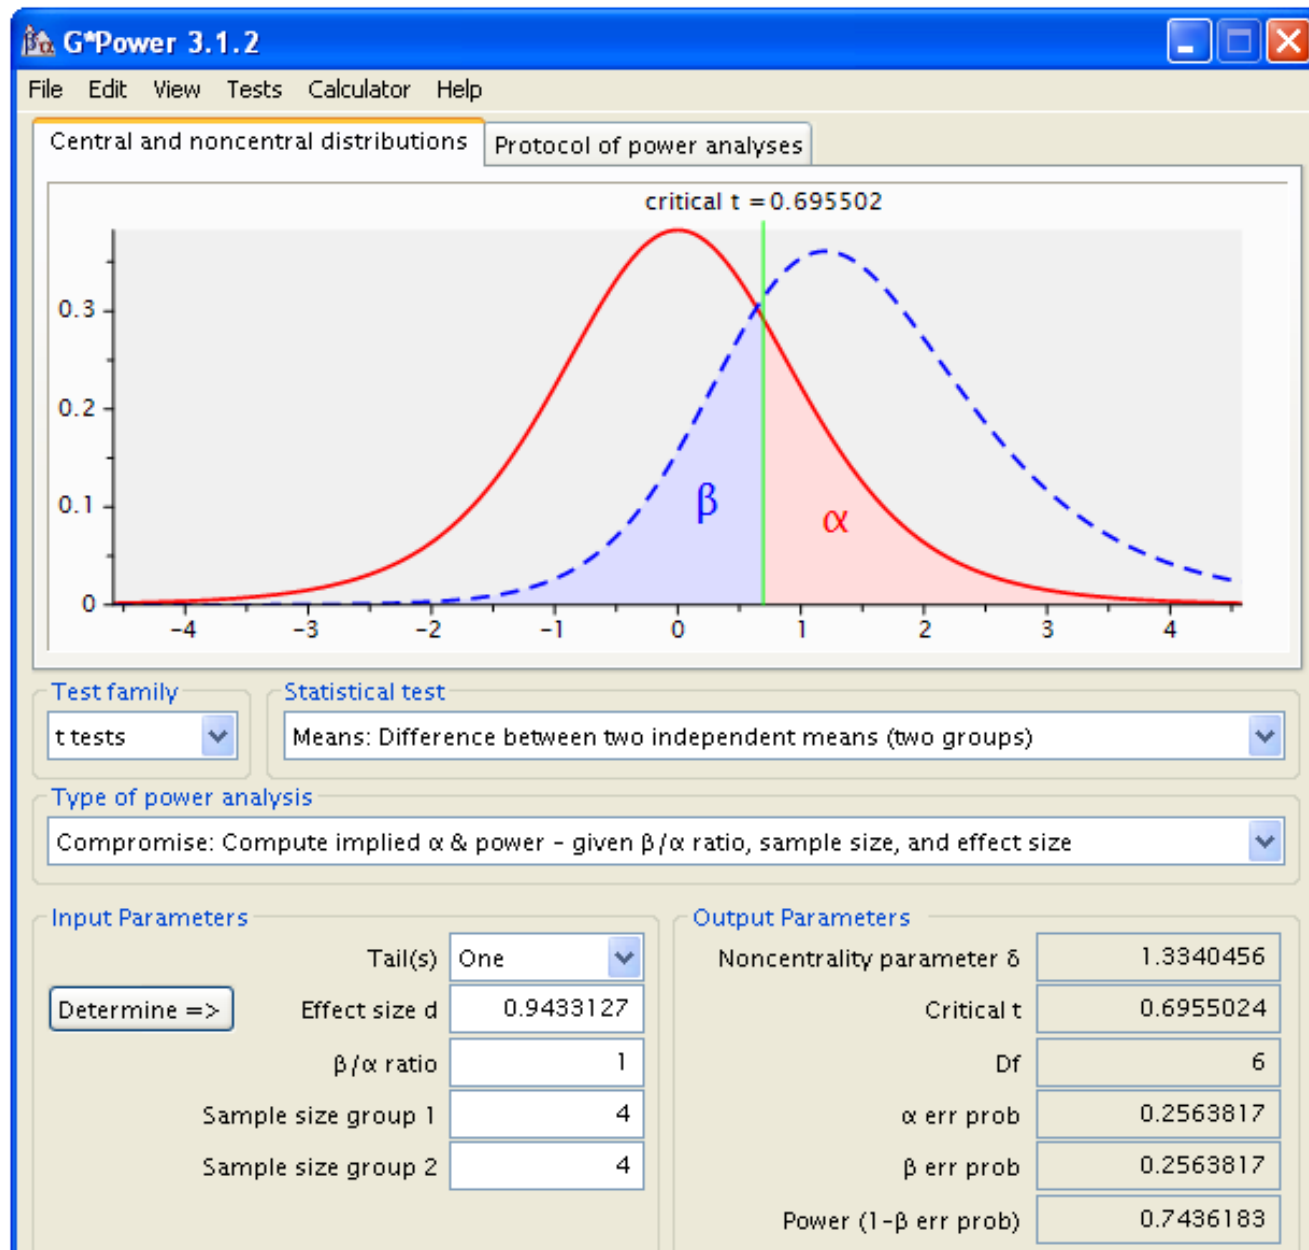 G*Power 3.1.2
File Edit View Tests Calculator Help
Central and noncentral distributions Protocol of power analyses
critical t = 0.695502
0.3
0.2
β
0.1
α
0
-4 -3 -2 -1 0 1 2 3 4
Test family Statistical test
t tests Means: Difference between two independent means (two groups)
Type of power analysis
Compromise: Compute implied α & power - given β/α ratio, sample size, and effect size
Input Parameters Output Parameters
Tail(s) One Noncentrality parameter δ 1.3340456
Determine => Effect size d 0.9433127 Critical t 0.6955024
β/α ratio 1 Df 6
Sample size group 1 4 α err prob 0.2563817
Sample size group 2 4 β err prob 0.2563817
Power (1-β err prob) 0.7436183